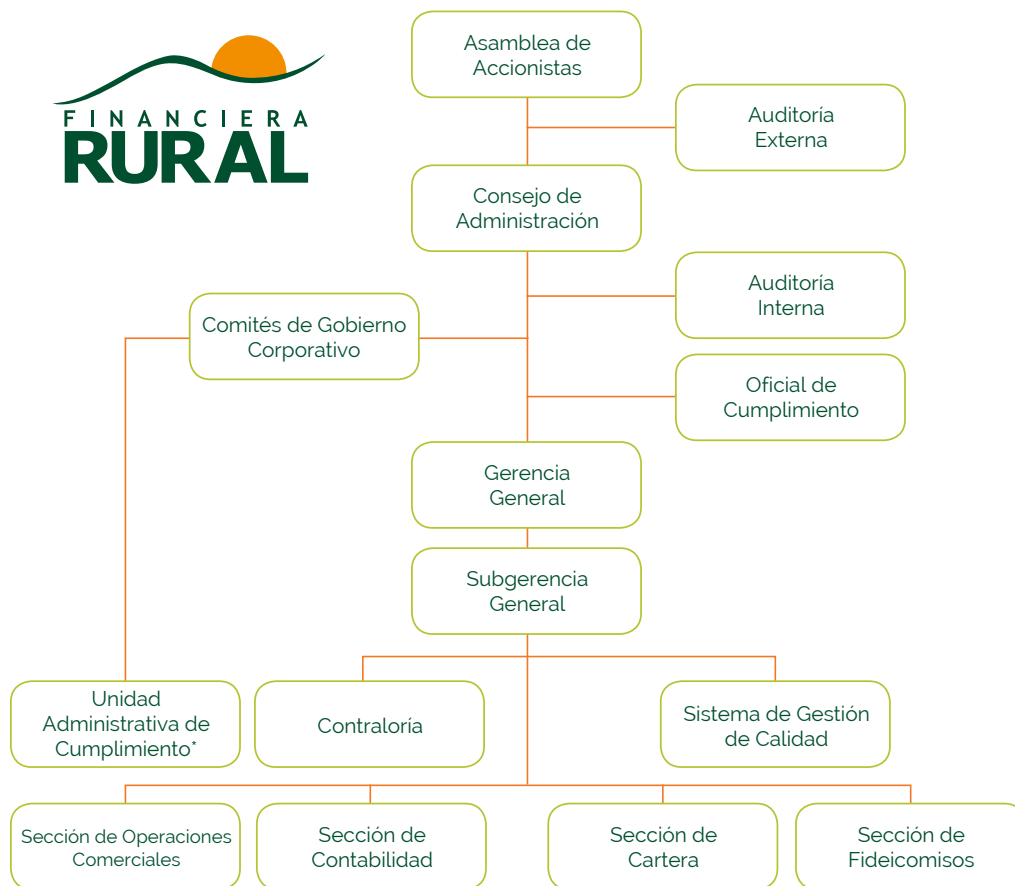 FINANCIERA
RURAL
Asamblea de
Accionistas
Auditoría
Externa
Consejo de
Administración
Auditoría
Interna
Comités de Gobierno
Corporativo
Oficial de
Cumplimiento
Gerencia
General
Subgerencia
General
Unidad
Administrativa de
Cumplimiento*
Contraloría
Sistema de Gestión
de Calidad
Sección de Operaciones
Comerciales
Sección de
Contabilidad
Sección de
Cartera
Sección de
Fideicomisos